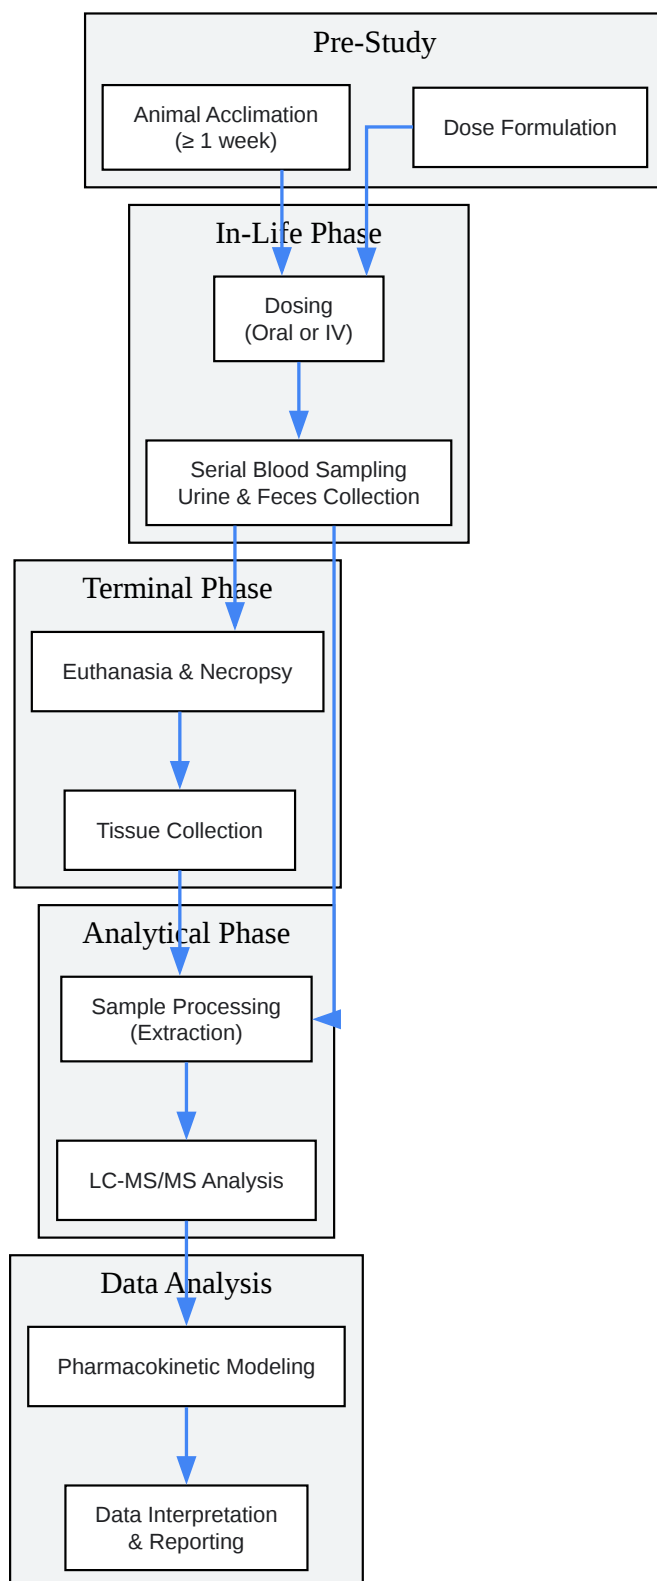 Pre-Study
Animal Acclimation
(≥ 1 week)
Dose Formulation
In-Life Phase
Dosing
(Oral or IV)
Serial Blood Sampling
Urine & Feces Collection
Terminal Phase
Euthanasia & Necropsy
Tissue Collection
Analytical Phase
Sample Processing
(Extraction)
LC-MS/MS Analysis
Data Analysis
Pharmacokinetic Modeling
Data Interpretation
& Reporting